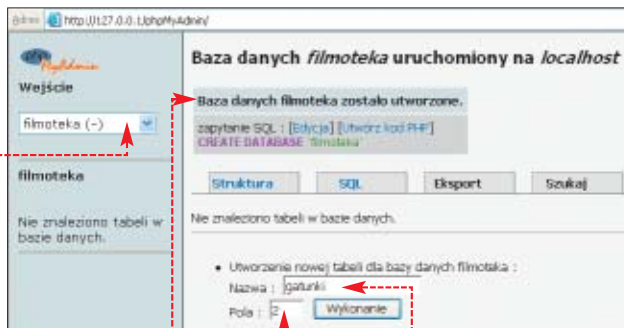 Adres http://127.0.0.1/phpMyAdmin/
phpMyAdmin
Wejście
filmoteka (-)
filmoteka
Nie znaleziono tabeli w
bazie danych.
Baza danych filmoteka uruchomiony na localhost
Baza danych filmoteka zostało utworzone.
zapytanie SQL : [Edycja] [Utwórz kod PHP]
CREATE DATABASE `filmoteka`
Struktura SQL Eksport Szukaj
Nie znaleziono tabeli w bazie danych.
• Utworzenie nowej tabeli dla bazy danych filmoteka :
Nazwa : gatunki
Pola : 2 Wykonanie